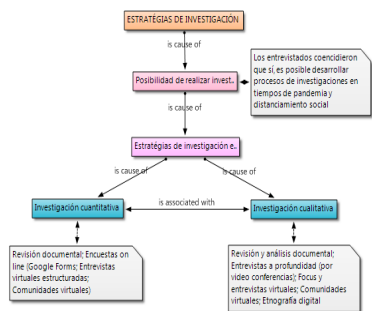 ESTRATÉGIAS DE INVESTIGACIÓN
is cause of
Posibilidad de realizar invest..
Los entrevistados coencidieron
que sí, es posible desarrollar
procesos de investigaciones en
tiempos de pandemia y
distanciamiento social
is cause of
Estratégias de investigación e..
is cause of
is cause of
Investigación cuantitativa
is associated with
Investigación cualitativa
Revisión documental; Encuestas on
line (Google Forms; Entrevistas
virtuales estructuradas;
Comunidades virtuales)
Revisión y análisis documental;
Entrevistas a profundidad (por
video conferencias); Focus y
entrevistas virtuales; Comunidades
virtuales; Etnografía digital